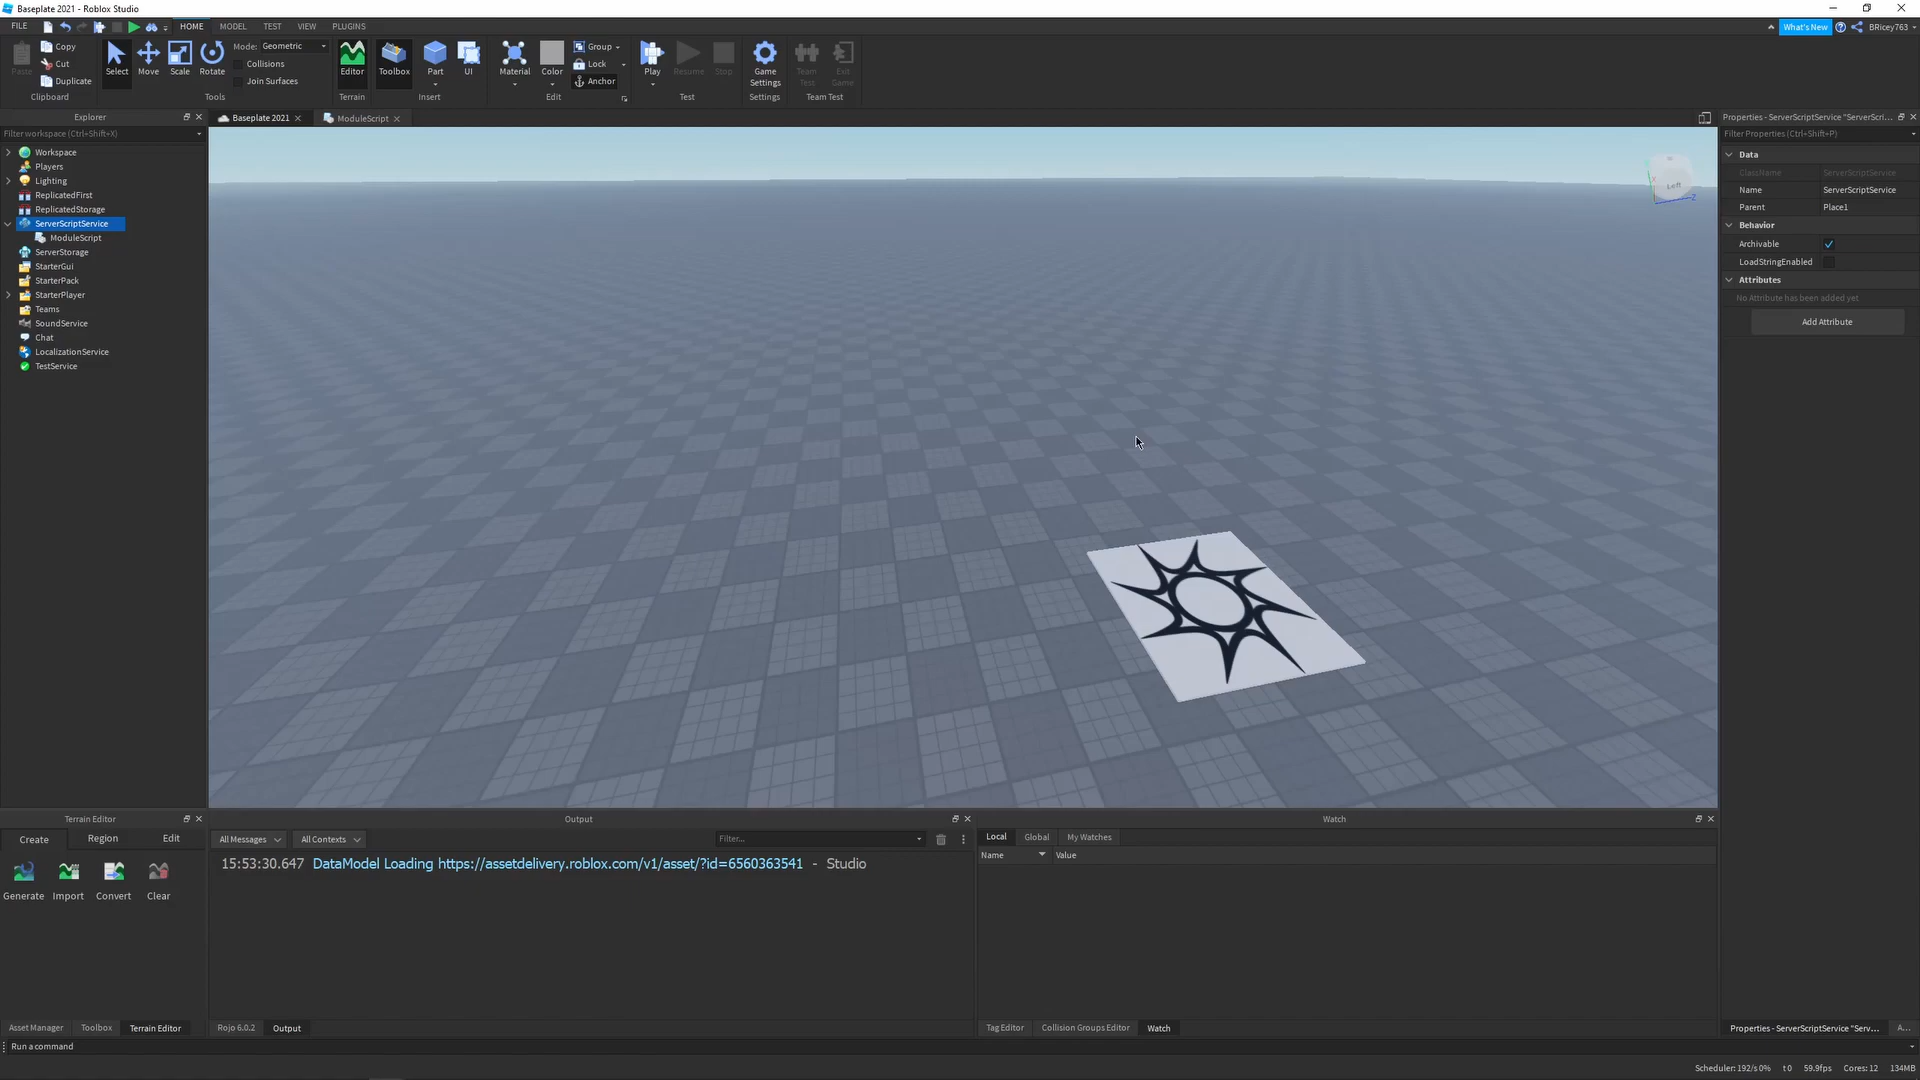 Baseplate 2021 - Roblox Studio
FILE HOME MODEL TEST VIEW PLUGINS What's New BRicey763
Paste Copy Cut Duplicate
Clipboard
Select Move Scale Rotate
Mode: Geometric
Collisions
Join Surfaces
Tools
Editor
Terrain
Toolbox Part UI
Insert
Material Color Group Lock Anchor
Edit
Play Resume Stop
Test
Game Settings
Settings
Team Test Exit Game
Team Test
Explorer
Filter workspace (Ctrl+Shift+X)
Workspace
Players
Lighting
ReplicatedFirst
ReplicatedStorage
ServerScriptService
ModuleScript
ServerStorage
StarterGui
StarterPack
StarterPlayer
Teams
SoundService
Chat
LocalizationService
TestService
Baseplate 2021 ModuleScript
Left
X
Z
Properties - ServerScriptService "ServerScri...
Filter Properties (Ctrl+Shift+P)
Data
ClassName ServerScriptService
Name ServerScriptService
Parent Place1
Behavior
Archivable
LoadStringEnabled
Attributes
No Attribute has been added yet
Add Attribute
Terrain Editor
Create Region Edit
Generate Import Convert Clear
Asset Manager Toolbox Terrain Editor
Output
All Messages All Contexts Filter...
15:53:30.647 DataModel Loading https://assetdelivery.roblox.com/v1/asset/?id=6560363541 - Studio
Rojo 6.0.2 Output
Watch
Local Global My Watches
Name Value
Tag Editor Collision Groups Editor Watch
Properties - ServerScriptService "Serv... A...
Run a command
Scheduler: 192/s 0% t 0 59.9fps Cores: 12 134MB